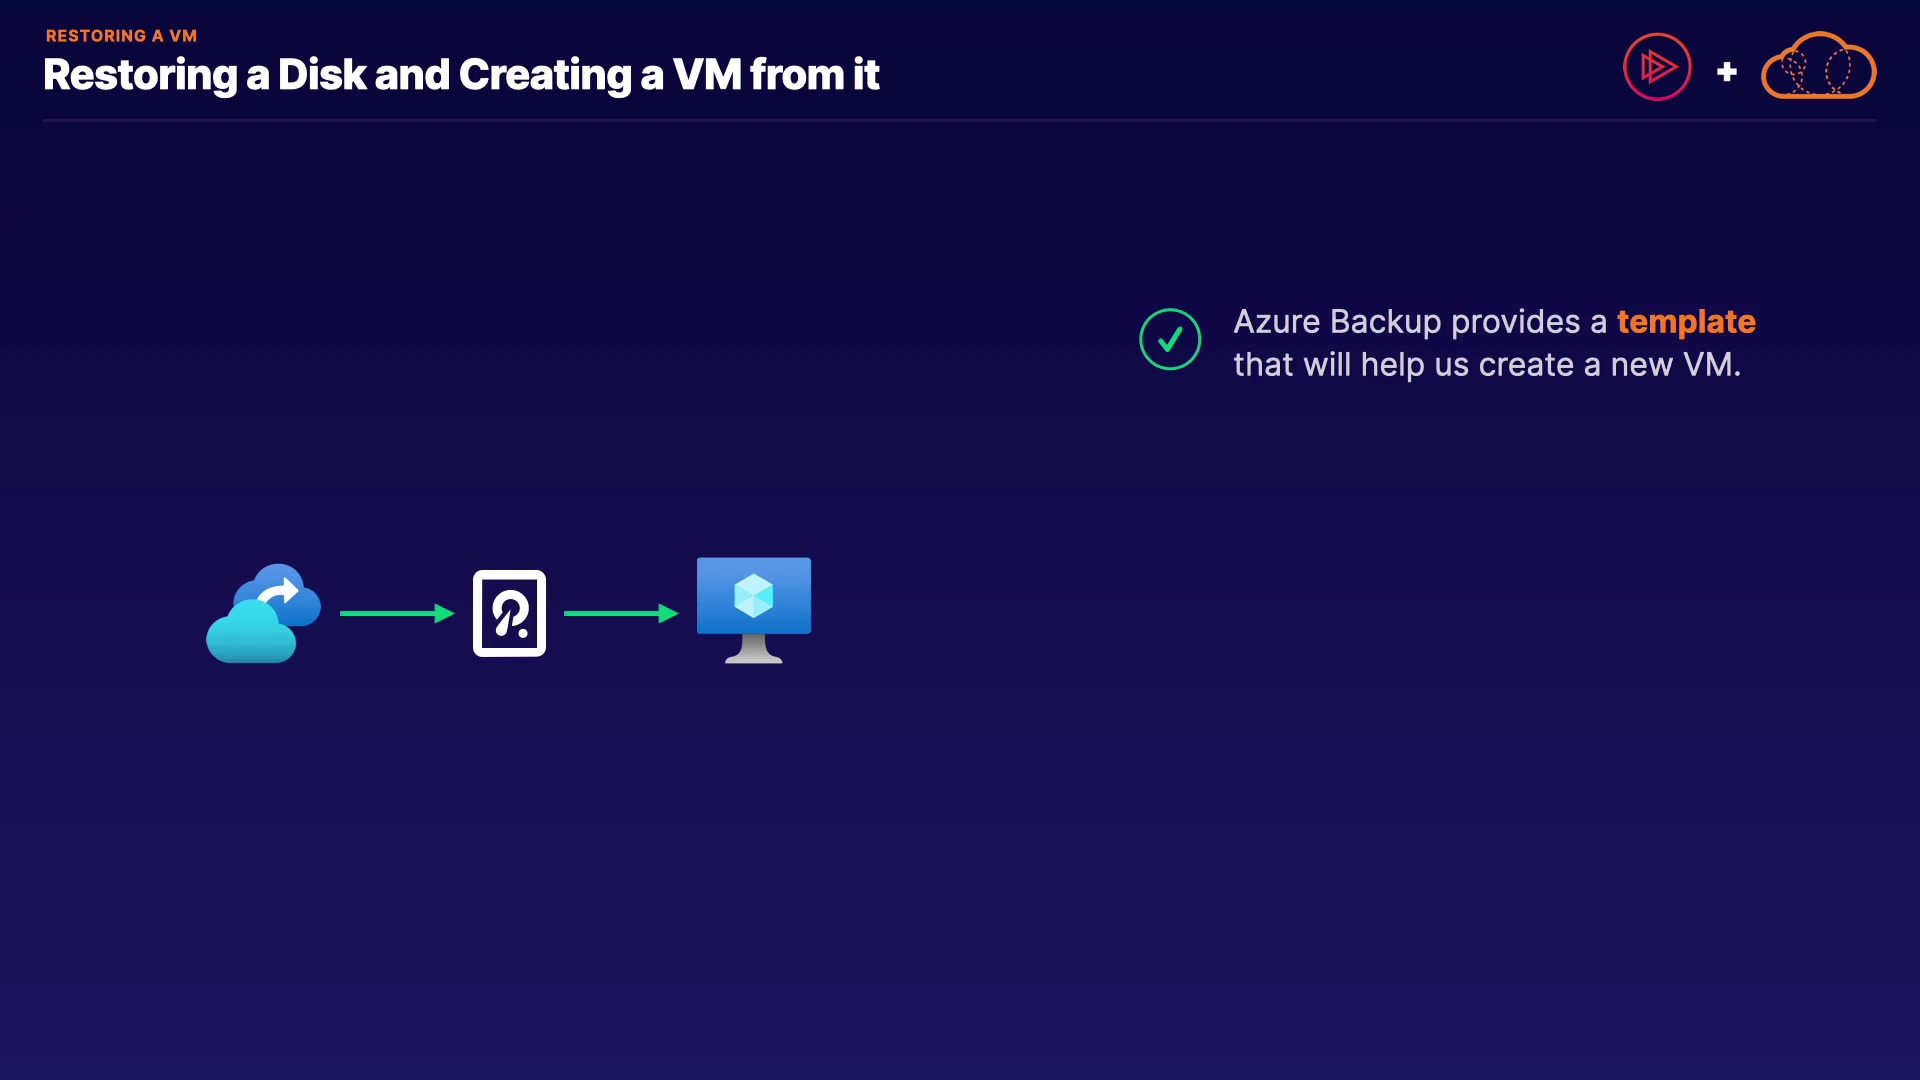 RESTORING A VM
Restoring a Disk and Creating a VM from it
Azure Backup provides a template
that will help us create a new VM.